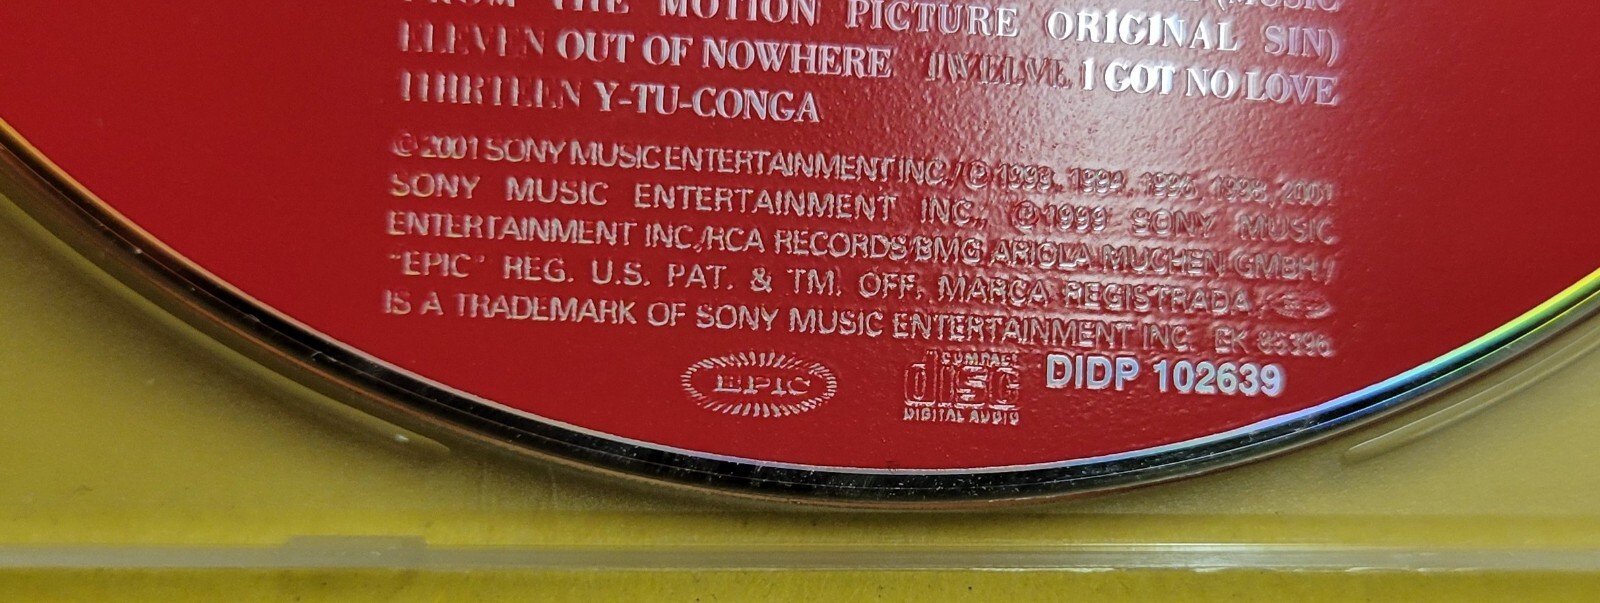 (MUSIC
FROM THE MOTION PICTURE ORIGINAL SIN)
ELEVEN OUT OF NOWHERE TWELVE I GOT NO LOVE
THIRTEEN Y-TU-CONGA
© 2001 SONY MUSIC ENTERTAINMENT INC./℗ 1993, 1994, 1996, 1998, 2001
SONY MUSIC ENTERTAINMENT INC., ℗ 1999 SONY MUSIC
ENTERTAINMENT INC./RCA RECORDS/BMG ARIOLA MUCHEN GMBH /
"EPIC" REG. U.S. PAT. & TM. OFF. MARCA REGISTRADA /
IS A TRADEMARK OF SONY MUSIC ENTERTAINMENT INC. EK 85396
EPIC
COMPACT
disc
DIGITAL AUDIO
DIDP 102639